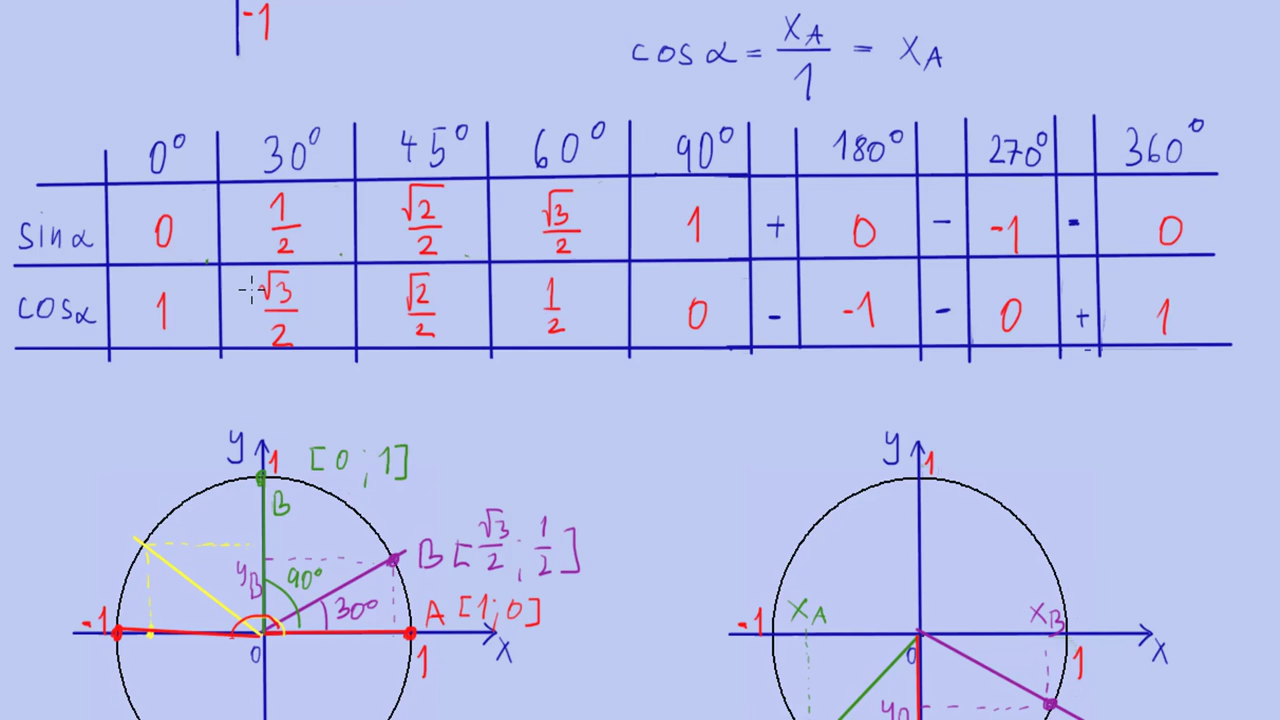 -1
cos α = x_A / 1 = x_A
0° 30° 45° 60° 90° 180° 270° 360°
sin α 0 1/2 √2/2 √3/2 1 + 0 - -1 - 0
cos α 1 √3/2 √2/2 1/2 0 - -1 - 0 + 1
y 1 [0 ; 1]
B
B [√3/2 ; 1/2]
y_B 90°
30° A [1; 0]
-1 0 1 x
y 1
x_A x_B
-1 0 1 x